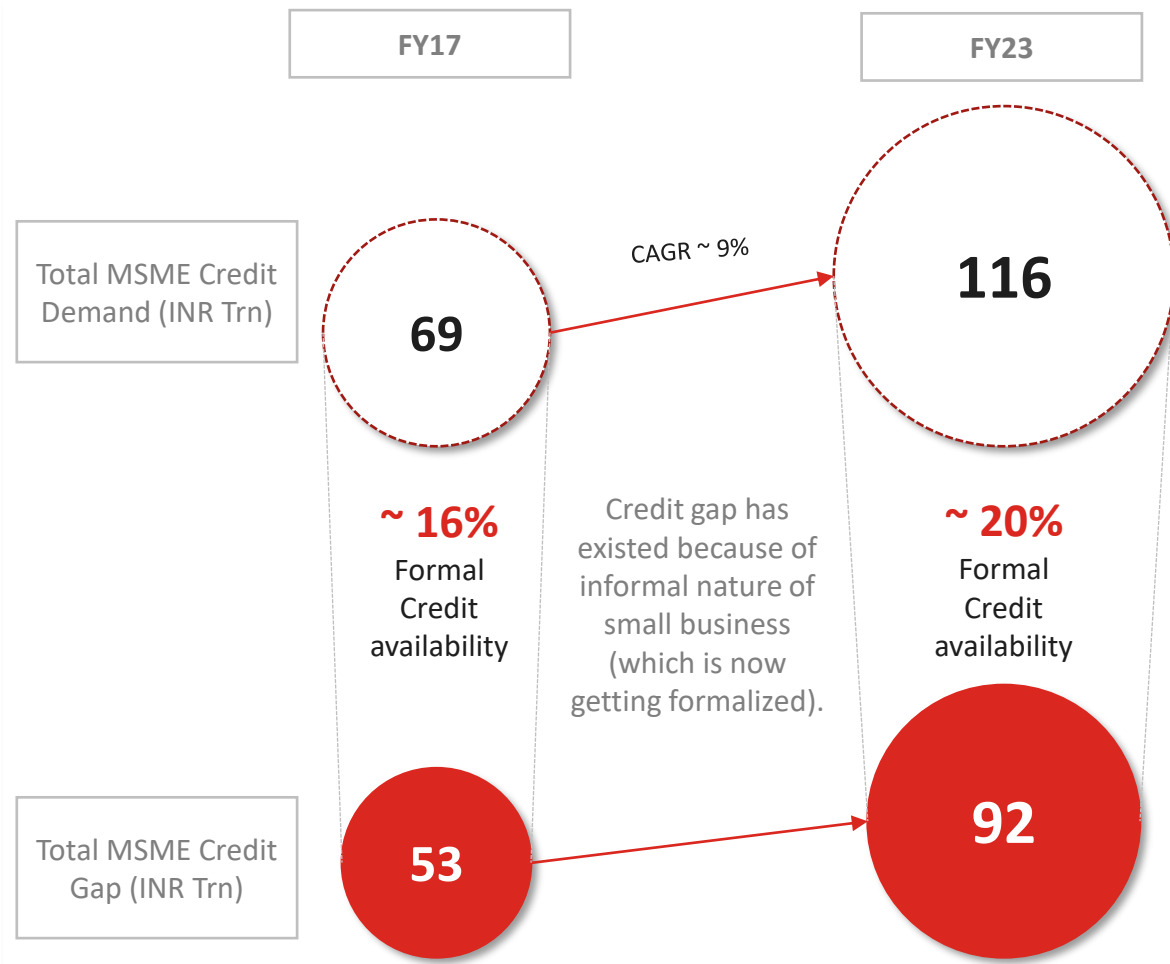 FY17
FY23
Total MSME Credit
Demand (INR Trn)
69
CAGR ~ 9%
116
~ 16%
Formal
Credit
availability
Credit gap has
existed because of
informal nature of
small business
(which is now
getting formalized).
~ 20%
Formal
Credit
availability
Total MSME Credit
Gap (INR Trn)
53
92